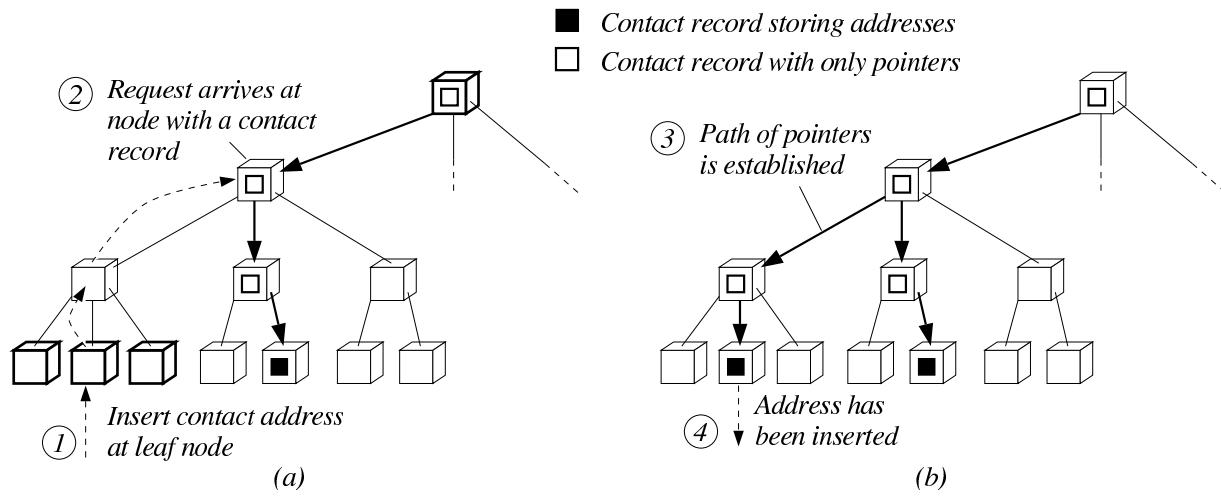 Contact record storing addresses
Contact record with only pointers
2
Request arrives at
node with a contact
record
1
Insert contact address
at leaf node
(a)
3
Path of pointers
is established
4
Address has
been inserted
(b)